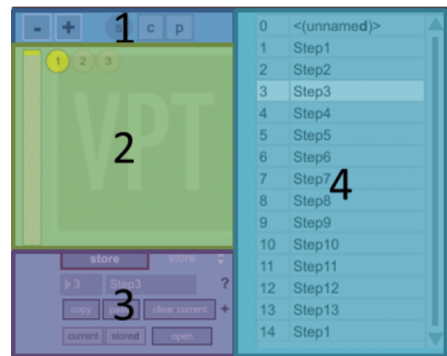 - + s c p
1
1 2 3
VPT
2
store store
3 Step3 ?
copy paste clear current +
3
current stored open
0 <(unnamed)>
1 Step1
2 Step2
3 Step3
4 Step4
5 Step5
6 Step6
7 Step7
8 Step8
9 Step9
10 Step10
11 Step11
12 Step12
13 Step13
14 Step1
4